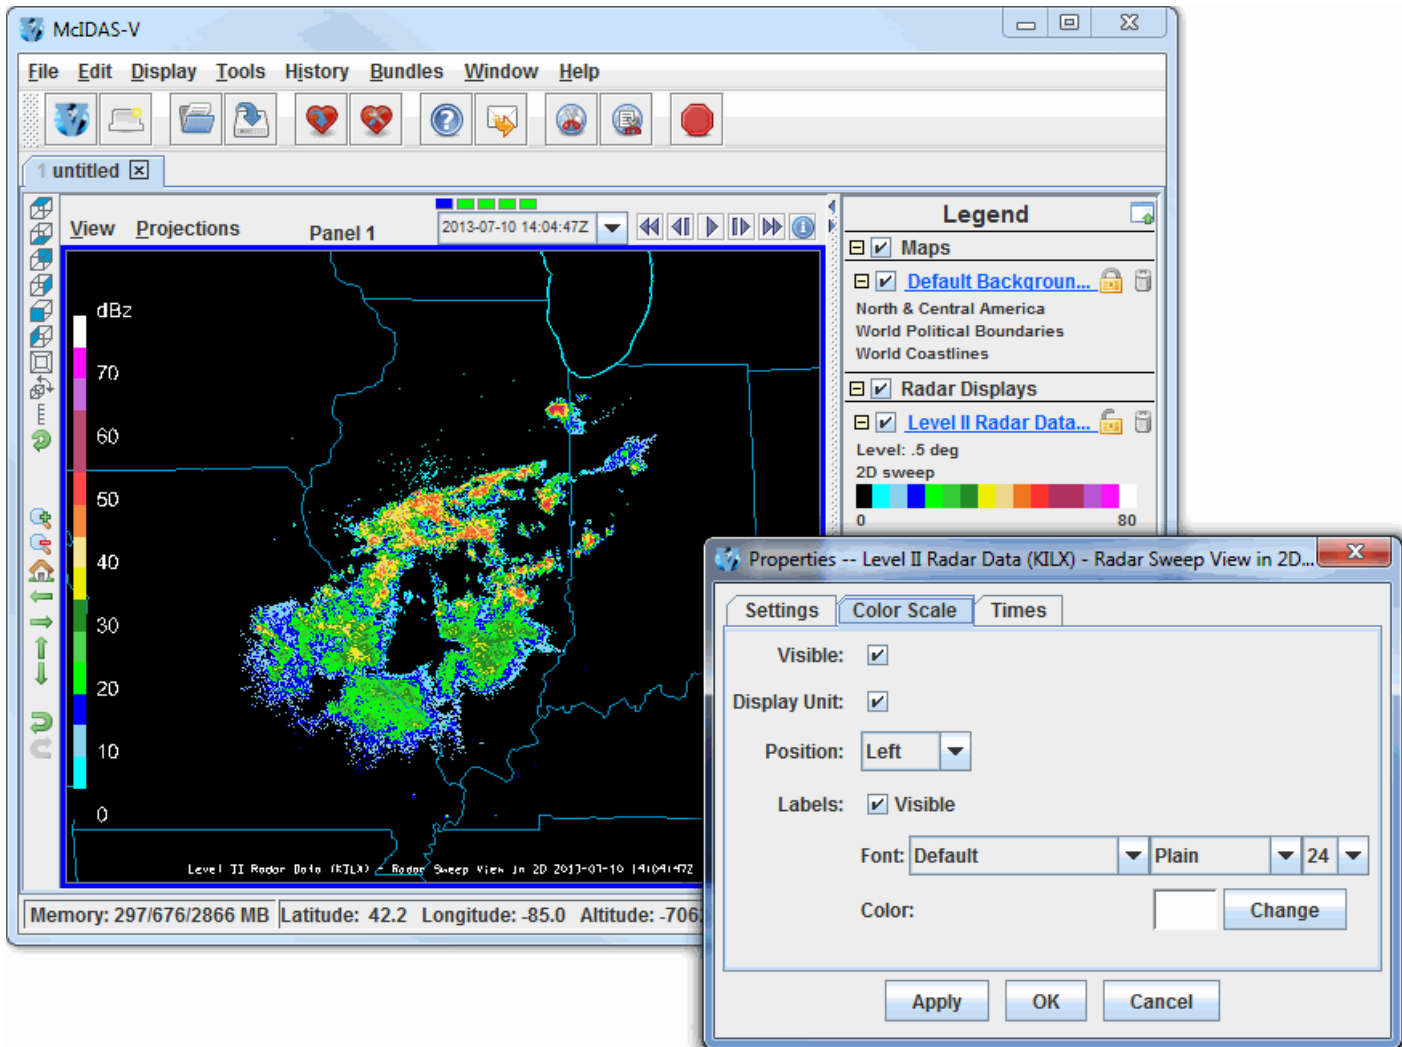 McIDAS-V
File Edit Display Tools History Bundles Window Help
1 untitled
View Projections Panel 1 2013-07-10 14:04:47Z
dBz
70
60
50
40
30
20
10
0
Level II Radar Data (KILX) - Radar Sweep View in 2D 2013-07-10 14:04:47Z
Legend
Maps
Default Backgroun...
North & Central America
World Political Boundaries
World Coastlines
Radar Displays
Level II Radar Data...
Level: .5 deg
2D sweep
0 80
Memory: 297/676/2866 MB Latitude: 42.2 Longitude: -85.0 Altitude: -706
Properties -- Level II Radar Data (KILX) - Radar Sweep View in 2D...
Settings Color Scale Times
Visible:
Display Unit:
Position: Left
Labels: Visible
Font: Default Plain 24
Color: Change
Apply OK Cancel